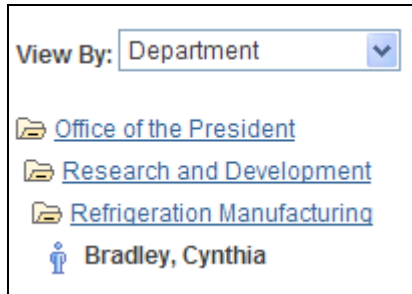 View By: Department
Office of the President
Research and Development
Refrigeration Manufacturing
Bradley, Cynthia